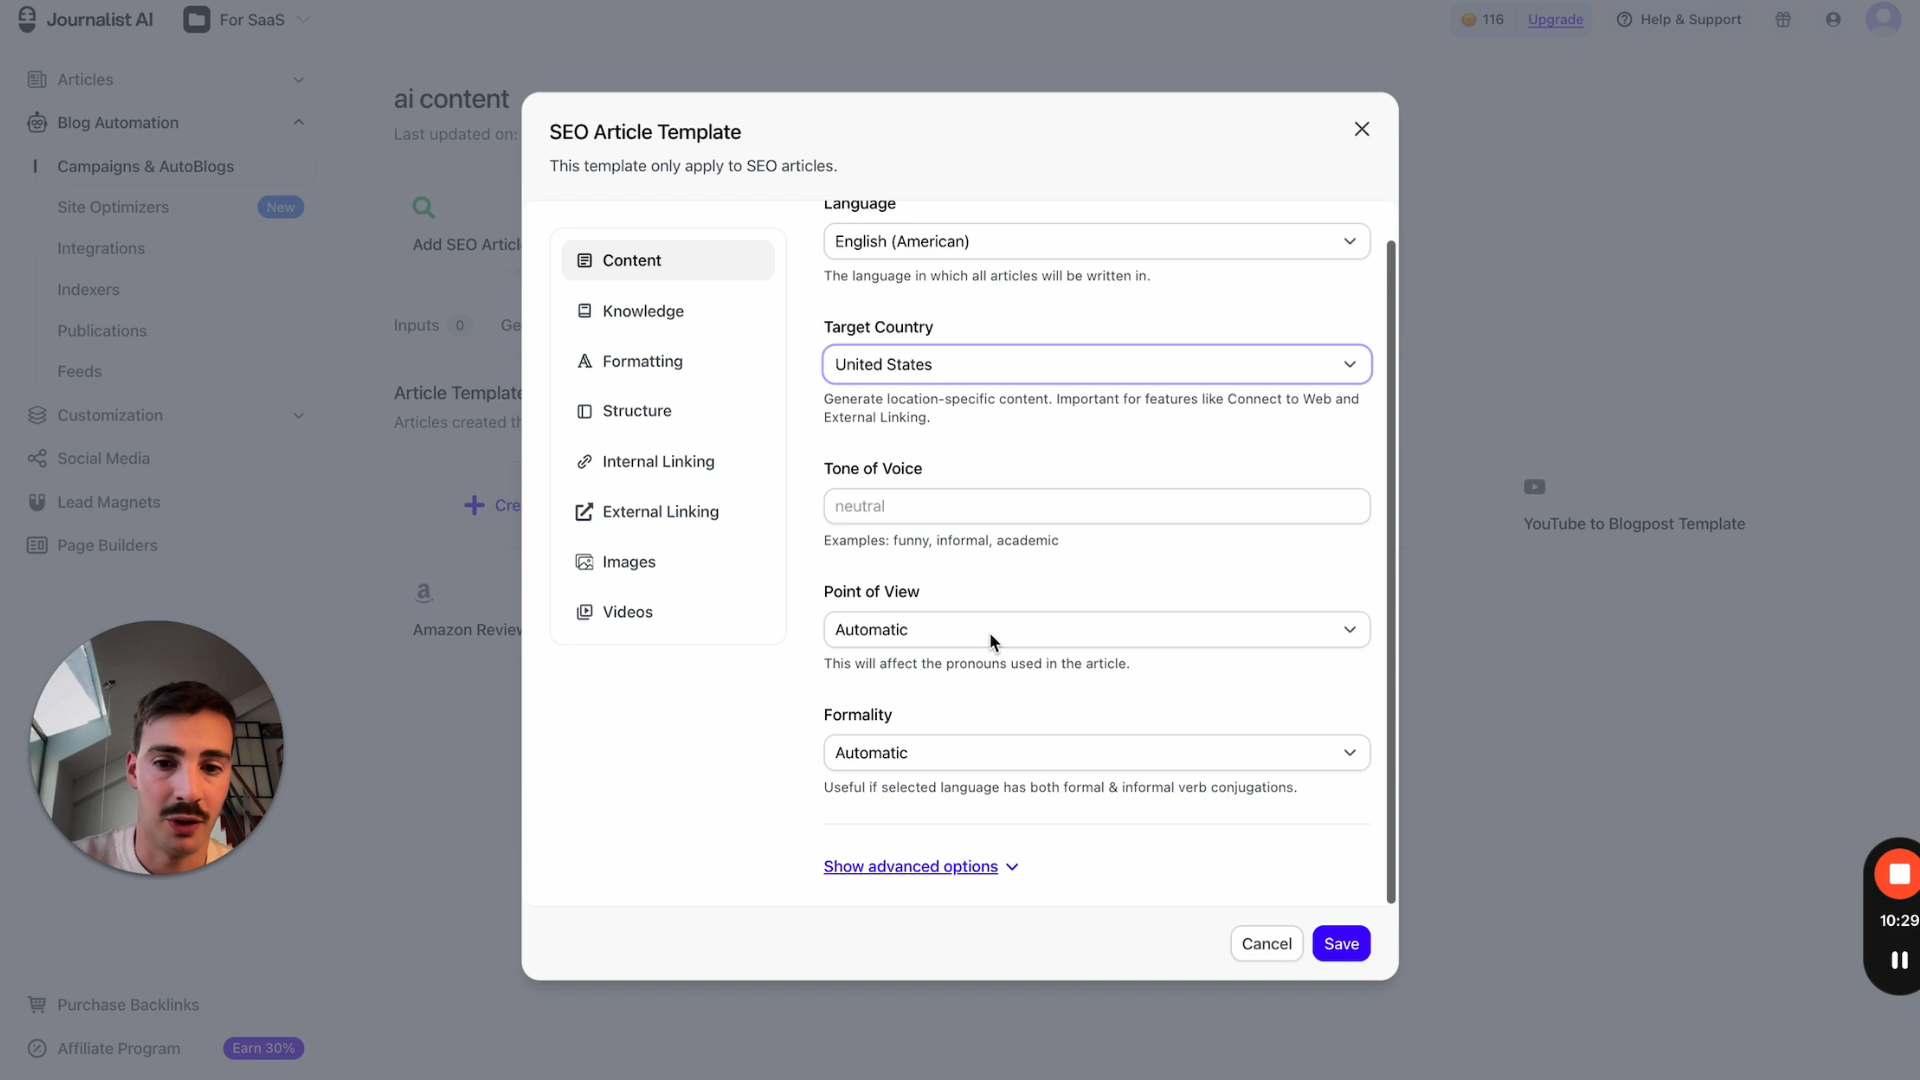 Journalist AI
For SaaS
116
Upgrade
Help & Support
Articles
Blog Automation
Campaigns & AutoBlogs
Site Optimizers
New
Integrations
Indexers
Publications
Feeds
Customization
Social Media
Lead Magnets
Page Builders
Purchase Backlinks
Affiliate Program
Earn 30%
ai content
Last updated on:
Add SEO Articl
Inputs 0
Ge
Article Template
Articles created th
Cre
a
Amazon Review
YouTube to Blogpost Template
SEO Article Template
This template only apply to SEO articles.
Content
Knowledge
Formatting
Structure
Internal Linking
External Linking
Images
Videos
Language
English (American)
The language in which all articles will be written in.
Target Country
United States
Generate location-specific content. Important for features like Connect to Web and
External Linking.
Tone of Voice
neutral
Examples: funny, informal, academic
Point of View
Automatic
This will affect the pronouns used in the article.
Formality
Automatic
Useful if selected language has both formal & informal verb conjugations.
Show advanced options
Cancel
Save
10:29